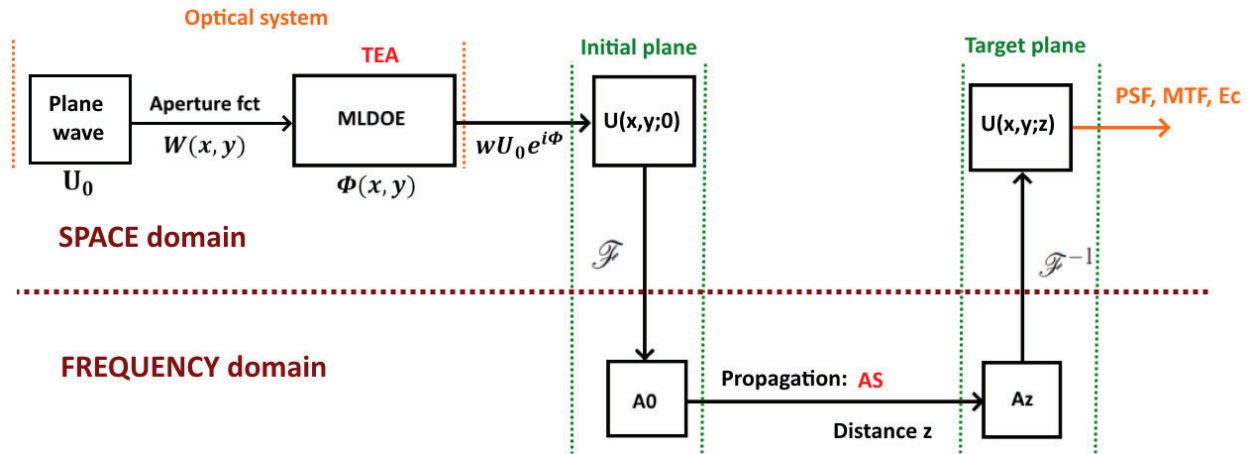 Optical system
Initial plane
Target plane
TEA
Plane
wave
Aperture fct
W(x, y)
MLDOE
wU₀e^{iΦ}
U(x,y;0)
U(x,y;z)
PSF, MTF, Ec
U₀
Φ(x, y)
SPACE domain
ℱ
ℱ⁻¹
FREQUENCY domain
A0
Propagation: AS
Distance z
Az